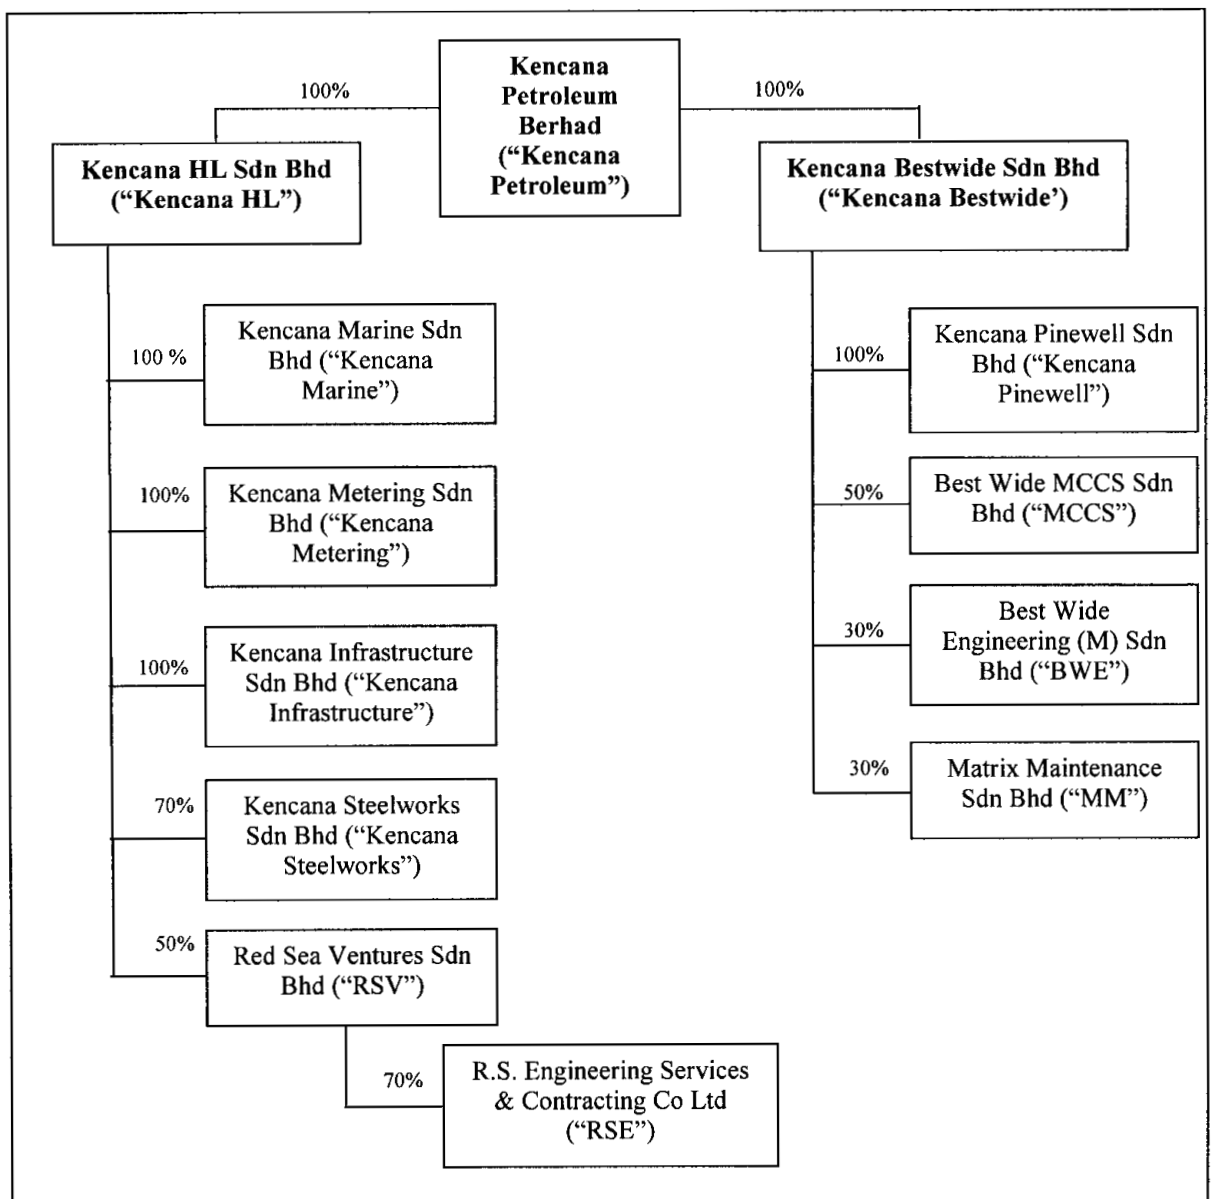 Kencana
Petroleum
Berhad
(“Kencana
Petroleum”)
100%
100%
Kencana HL Sdn Bhd
(“Kencana HL”)
Kencana Bestwide Sdn Bhd
(“Kencana Bestwide’)
100 %
Kencana Marine Sdn
Bhd (“Kencana
Marine”)
100%
Kencana Metering Sdn
Bhd (“Kencana
Metering”)
100%
Kencana Infrastructure
Sdn Bhd (“Kencana
Infrastructure”)
70%
Kencana Steelworks
Sdn Bhd (“Kencana
Steelworks”)
50%
Red Sea Ventures Sdn
Bhd (“RSV”)
70%
R.S. Engineering Services
& Contracting Co Ltd
(“RSE”)
100%
Kencana Pinewell Sdn
Bhd (“Kencana
Pinewell”)
50%
Best Wide MCCS Sdn
Bhd (“MCCS”)
30%
Best Wide
Engineering (M) Sdn
Bhd (“BWE”)
30%
Matrix Maintenance
Sdn Bhd (“MM”)